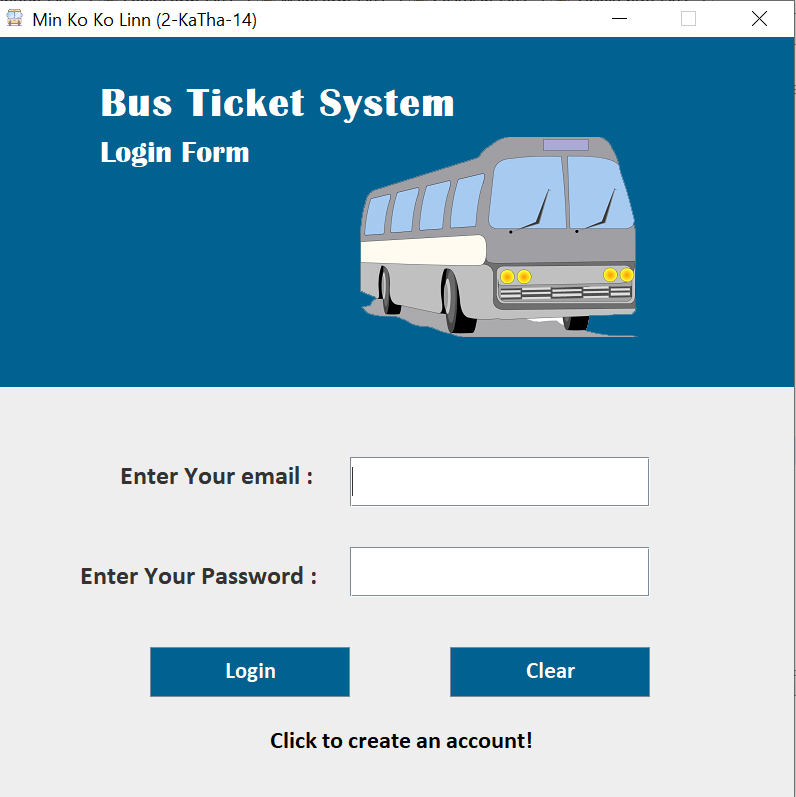 Min Ko Ko Linn (2-KaTha-14)
Bus Ticket System
Login Form
Enter Your email :
Enter Your Password :
Login Clear
Click to create an account!